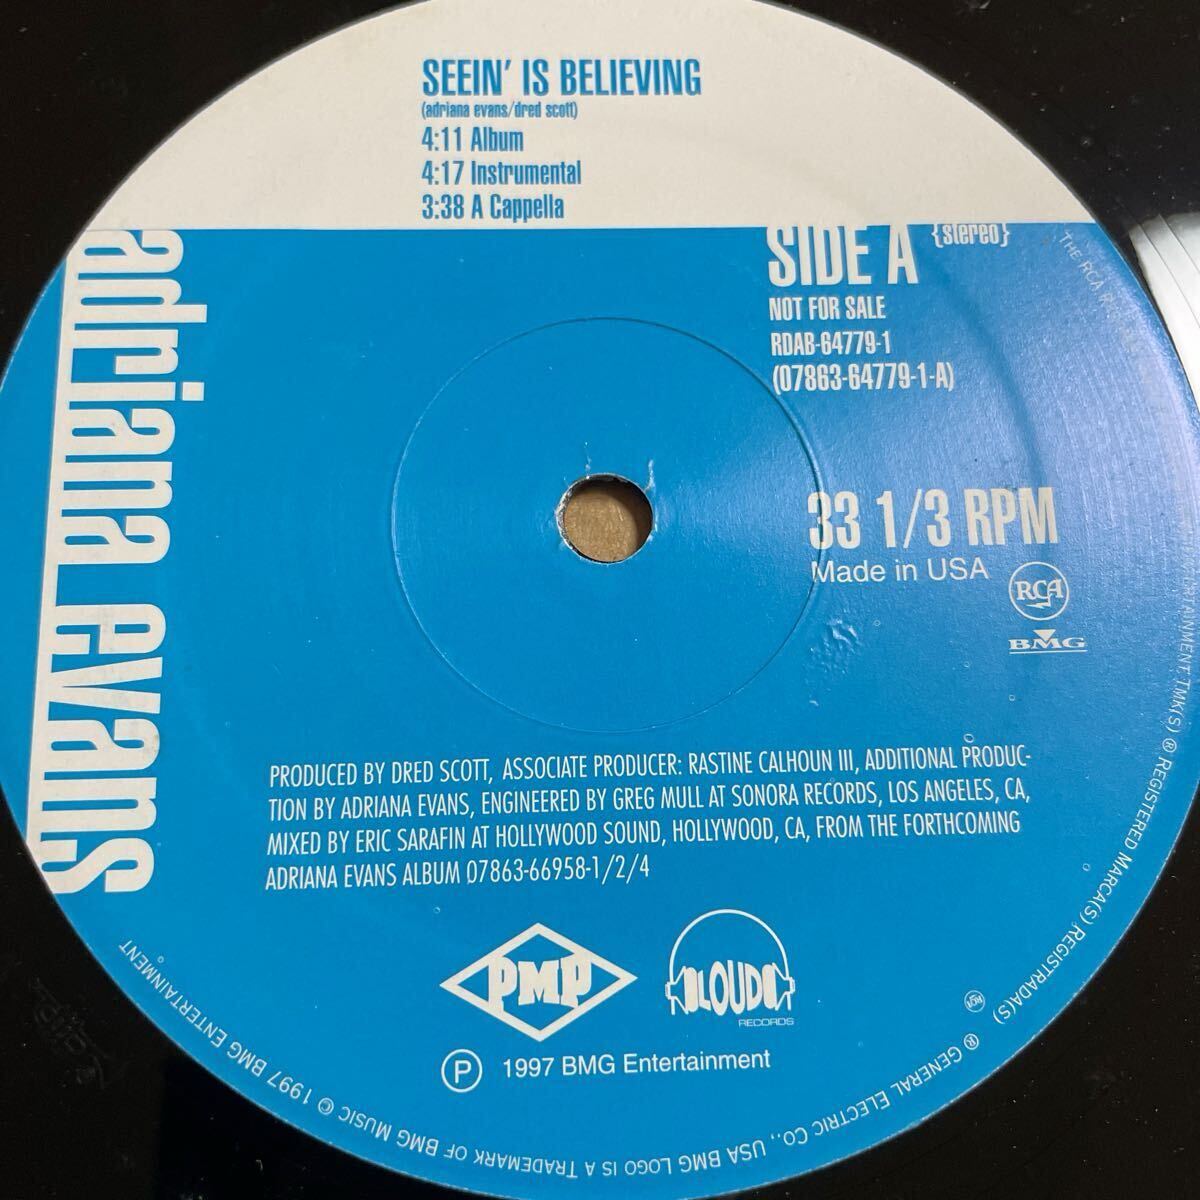 SEEIN' IS BELIEVING
(adriana evans/dred scott)
4:11 Album
4:17 Instrumental
3:38 A Cappella
adriana evans
SIDE A {stereo}
NOT FOR SALE
RDAB-64779-1
(07863-64779-1-A)
33 1/3 RPM
Made in USA
RCA
BMG
PRODUCED BY DRED SCOTT, ASSOCIATE PRODUCER: RASTINE CALHOUN III, ADDITIONAL PRODUC-
TION BY ADRIANA EVANS, ENGINEERED BY GREG MULL AT SONORA RECORDS, LOS ANGELES, CA,
MIXED BY ERIC SARAFIN AT HOLLYWOOD SOUND, HOLLYWOOD, CA, FROM THE FORTHCOMING
ADRIANA EVANS ALBUM 07863-66958-1/2/4
PMP
LOUD
RECORDS
Ⓟ 1997 BMG Entertainment
THE RCA TMK(S) ® REGISTERED MARCA(S) REGISTRADA(S) RCA ® GENERAL ELECTRIC CO., USA BMG LOGO IS A TRADEMARK OF BMG MUSIC © 1997 BMG ENTERTAINMENT